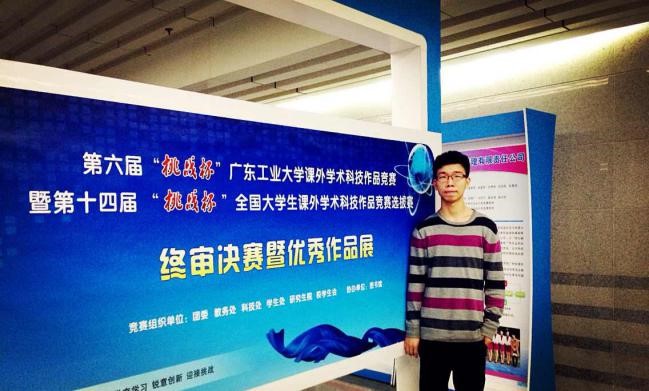 第六届“挑战杯”广东工业大学课外学术科技作品竞赛
暨第十四届“挑战杯”全国大学生课外学术科技作品竞赛选拔赛
终审决赛暨优秀作品展
竞赛组织单位：团委 教务处 科技处 学生处 研究生院 校学生会 协办单位：图书馆
学习 锐意创新 迎接挑战
理有限责任公司